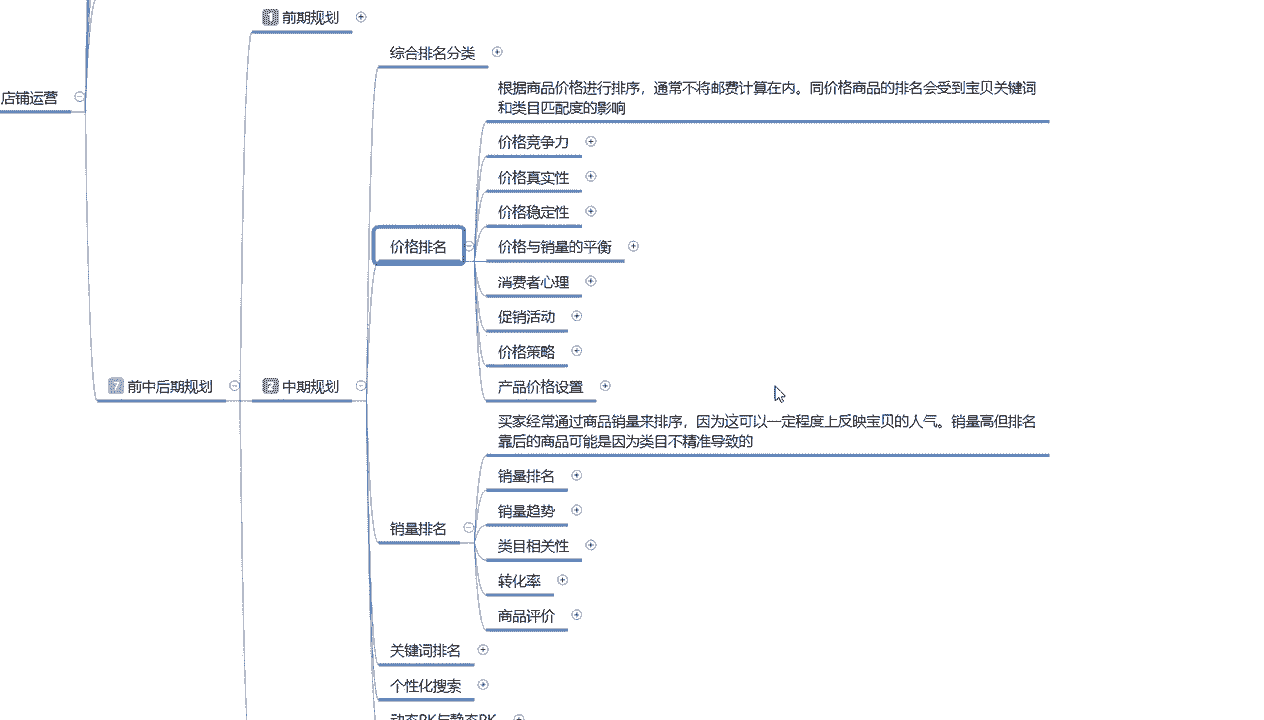 前期规划
综合排名分类
根据商品价格进行排序，通常不将邮费计算在内。同价格商品的排名会受到宝贝关键词
和类目匹配度的影响
店铺运营
价格竞争力
价格真实性
价格稳定性
价格排名
价格与销量的平衡
消费者心理
促销活动
价格策略
7 前中后期规划
2 中期规划
产品价格设置
买家经常通过商品销量来排序，因为这可以一定程度上反映宝贝的人气。销量高但排名
靠后的商品可能是因为类目不精准导致的
销量排名
销量趋势
销量排名
类目相关性
转化率
商品评价
关键词排名
个性化搜索
动态PK与静态PK